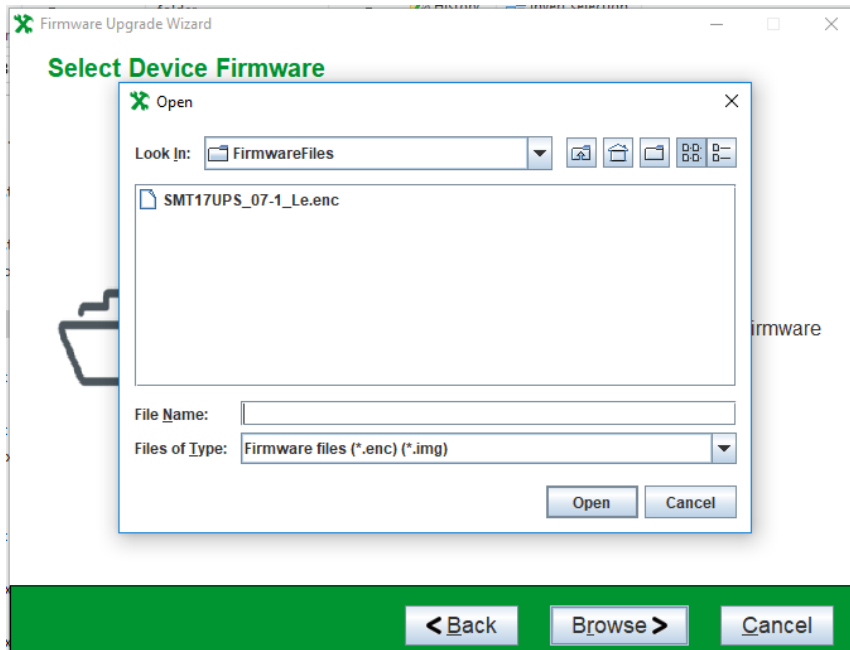 Firmware Upgrade Wizard
Select Device Firmware
Open
Look In: FirmwareFiles
SMT17UPS_07-1_Le.enc
irmware
File Name:
Files of Type: Firmware files (*.enc) (*.img)
Open Cancel
< Back Browse > Cancel